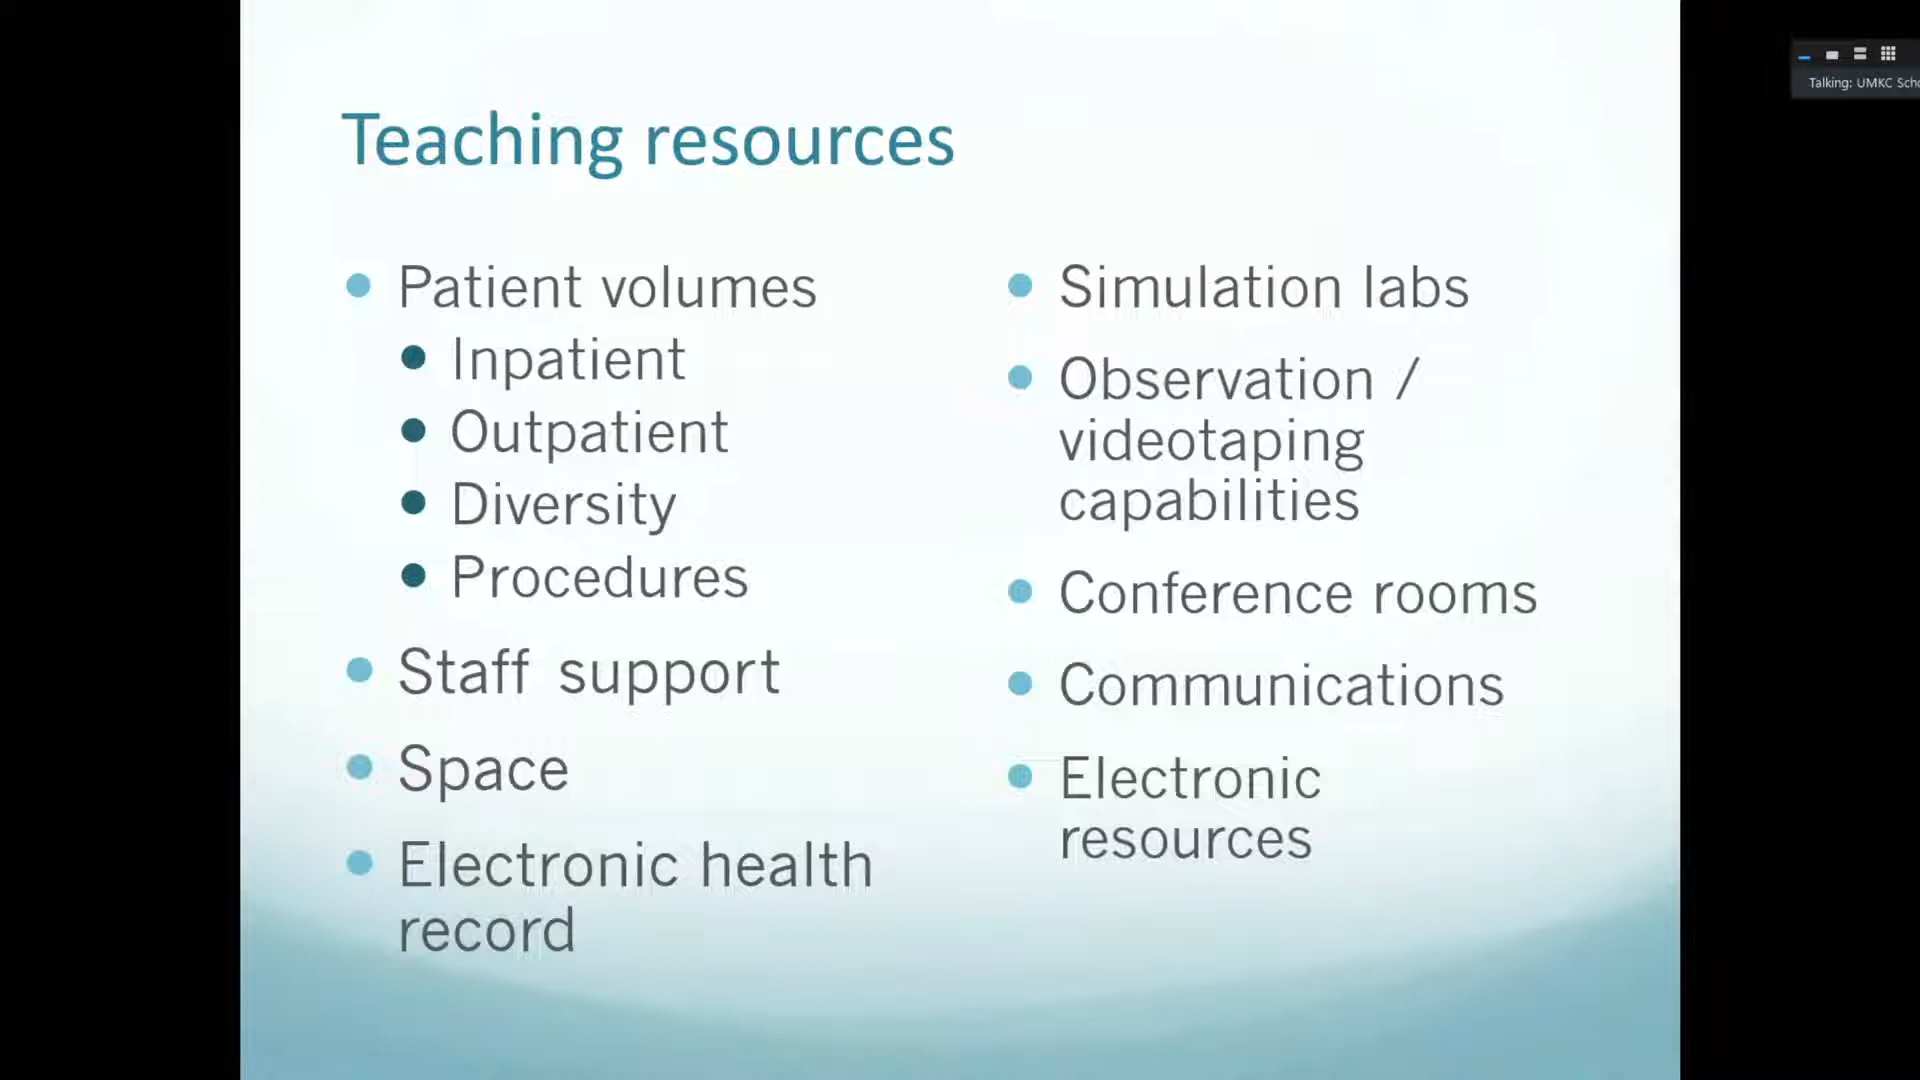 Teaching resources
Patient volumes
Inpatient
Outpatient
Diversity
Procedures
Staff support
Space
Electronic health
record
Simulation labs
Observation /
videotaping
capabilities
Conference rooms
Communications
Electronic
resources
Talking: UMKC Scho